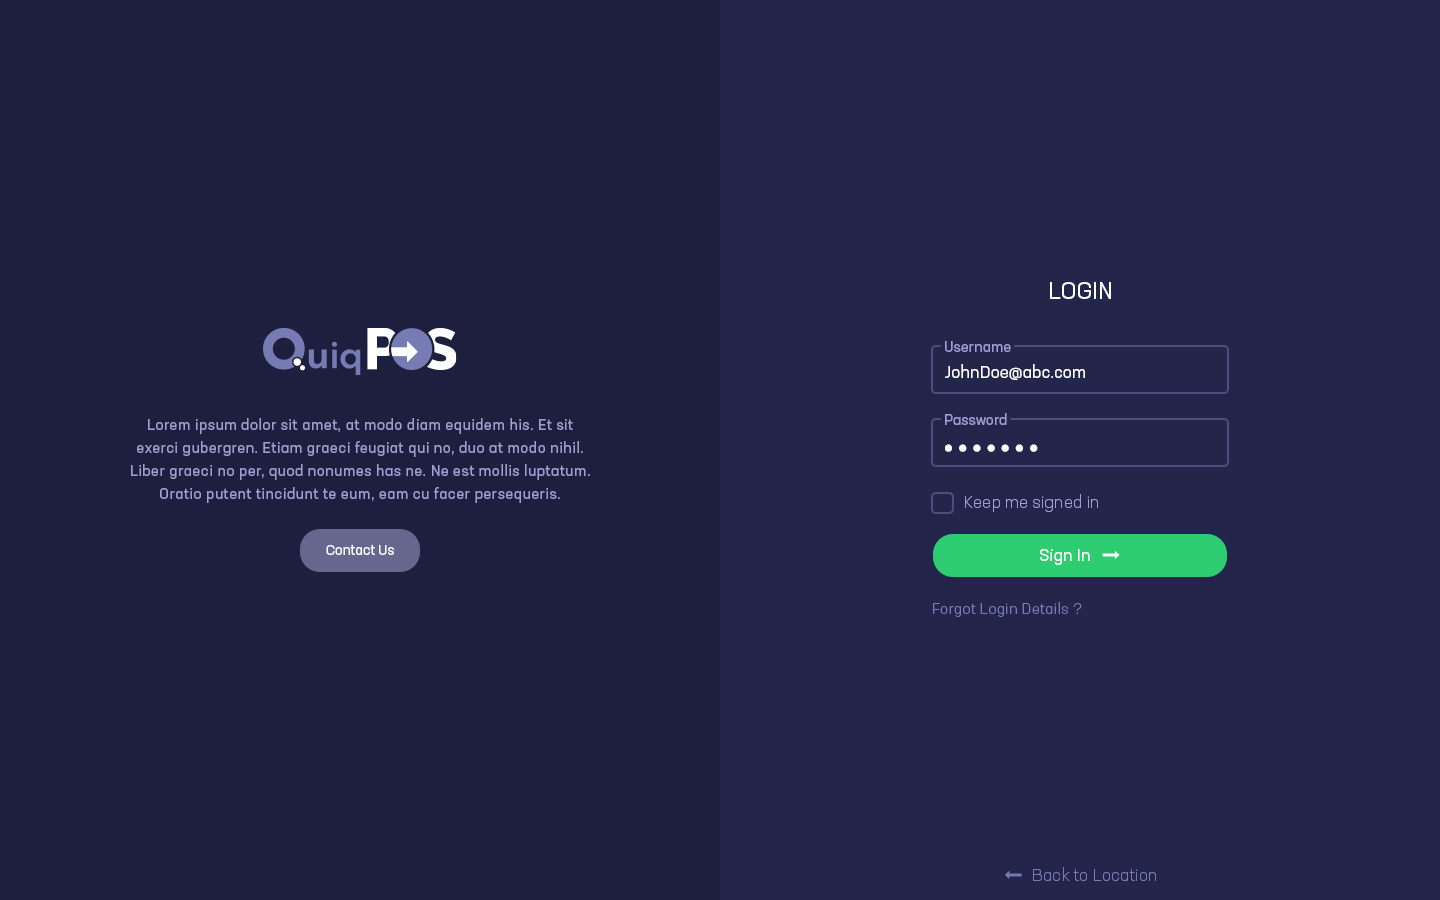 QuiqPOS
Lorem ipsum dolor sit amet, at modo diam equidem his. Et sit
exerci gubergren. Etiam graeci feugiat qui no, duo at modo nihil.
Liber graeci no per, quod nonumes has ne. Ne est mollis luptatum.
Oratio putent tincidunt te eum, eam cu facer persequeris.
Contact Us
LOGIN
Username
JohnDoe@abc.com
Password
Keep me signed in
Sign In
Forgot Login Details ?
Back to Location